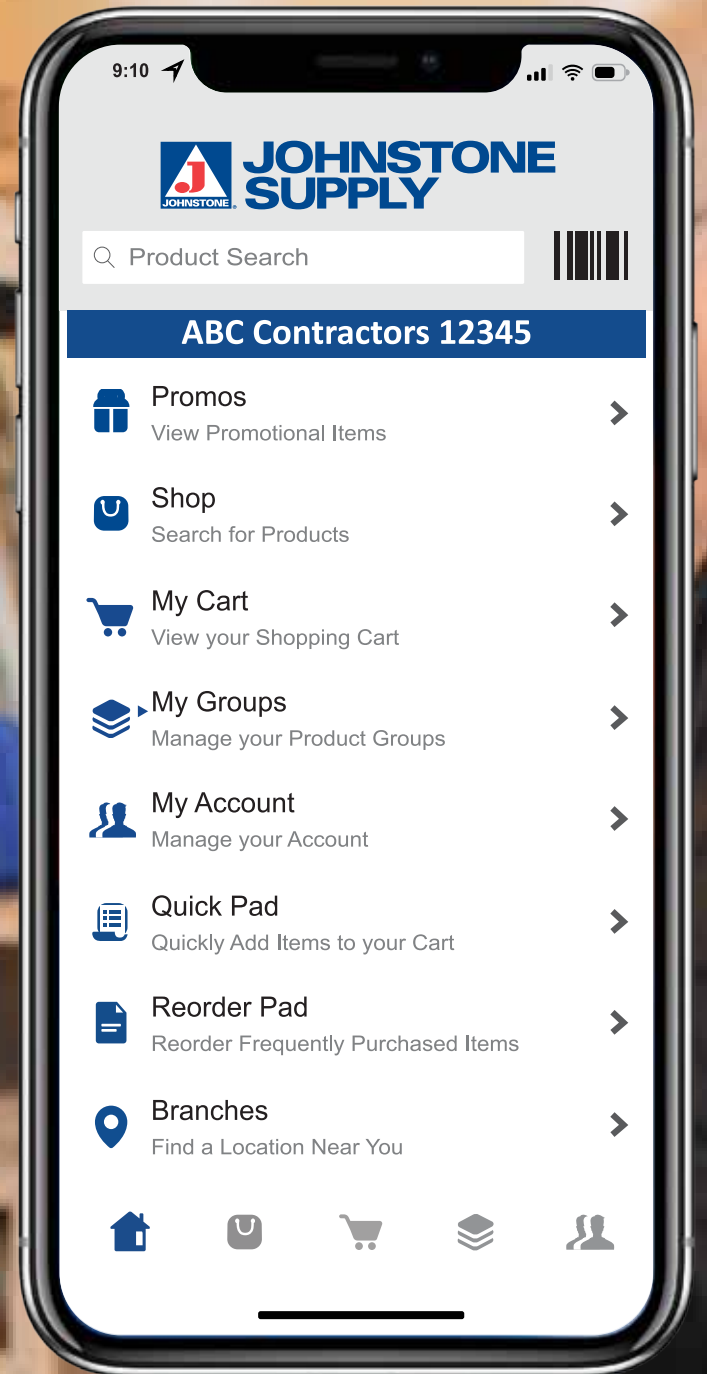 9:10
J
JOHNSTONE
JOHNSTONE
SUPPLY
Product Search
ABC Contractors 12345
Promos
View Promotional Items
Shop
Search for Products
My Cart
View your Shopping Cart
My Groups
Manage your Product Groups
My Account
Manage your Account
Quick Pad
Quickly Add Items to your Cart
Reorder Pad
Reorder Frequently Purchased Items
Branches
Find a Location Near You